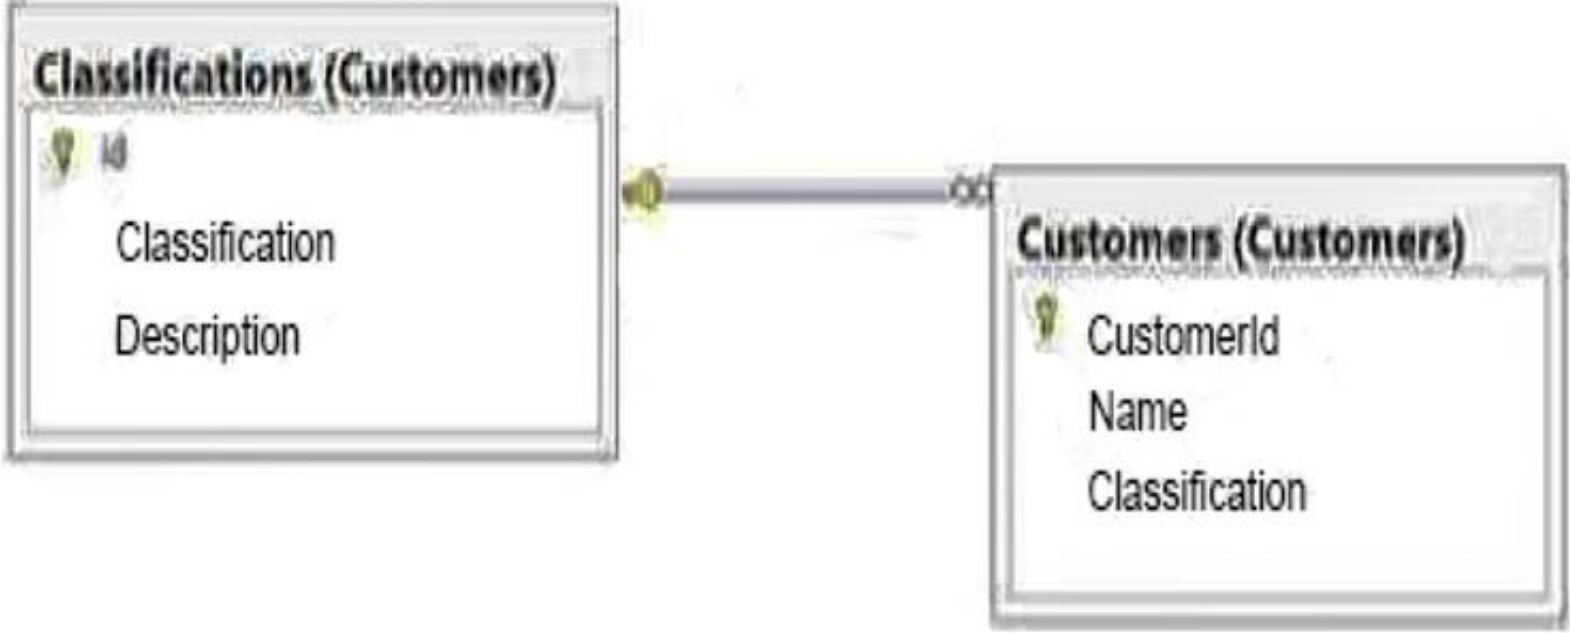 Classifications (Customers)
Id
Classification
Description
Customers (Customers)
CustomerId
Name
Classification